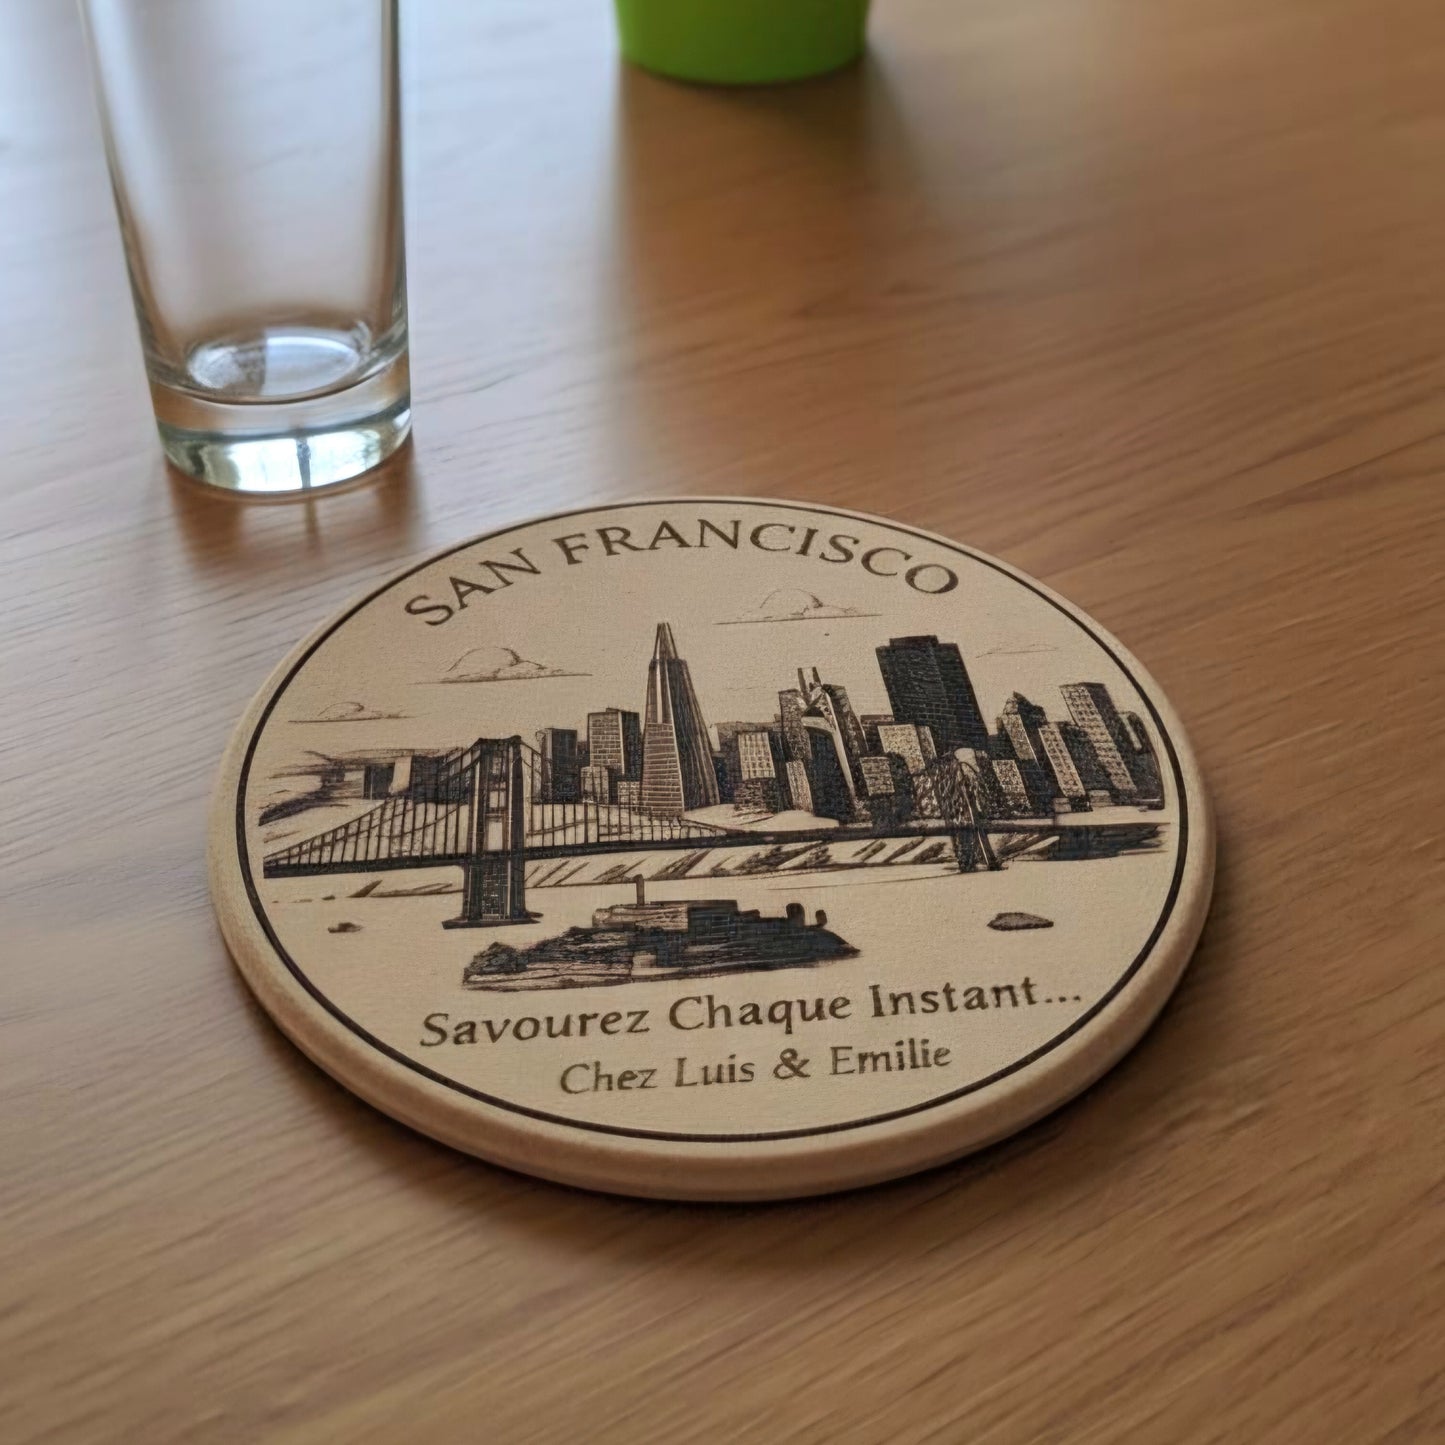 SAN FRANCISCO
Savourez Chaque Instant...
Chez Luis & Emilie